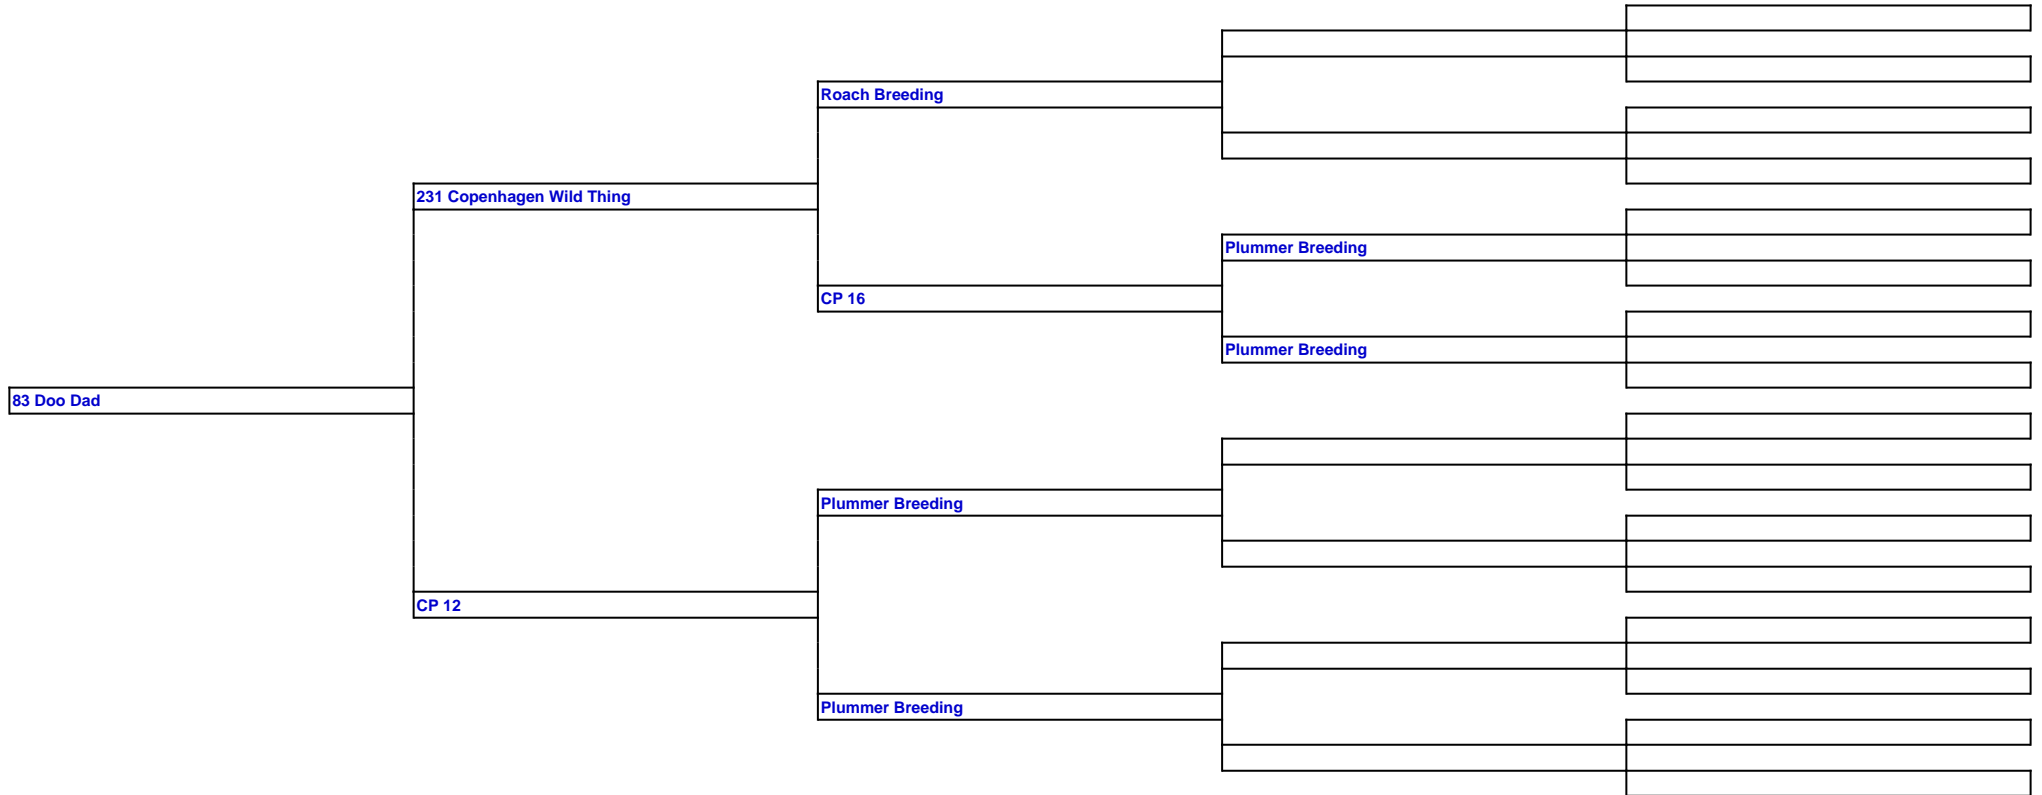 Roach Breeding
231 Copenhagen Wild Thing
Plummer Breeding
CP 16
Plummer Breeding
83 Doo Dad
Plummer Breeding
CP 12
Plummer Breeding